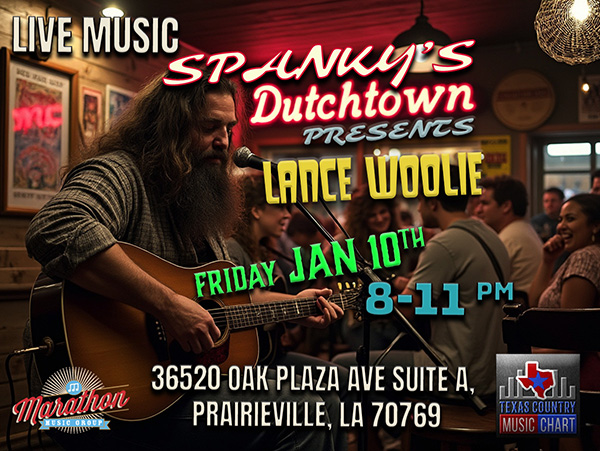 LIVE MUSIC
SPANKY'S
Dutchtown
PRESENTS
LANCE WOOLIE
FRIDAY JAN 10TH
8-11 PM
36520 OAK PLAZA AVE SUITE A,
PRAIRIEVILLE, LA 70769
Marathon
MUSIC GROUP
TEXAS COUNTRY
MUSIC CHART